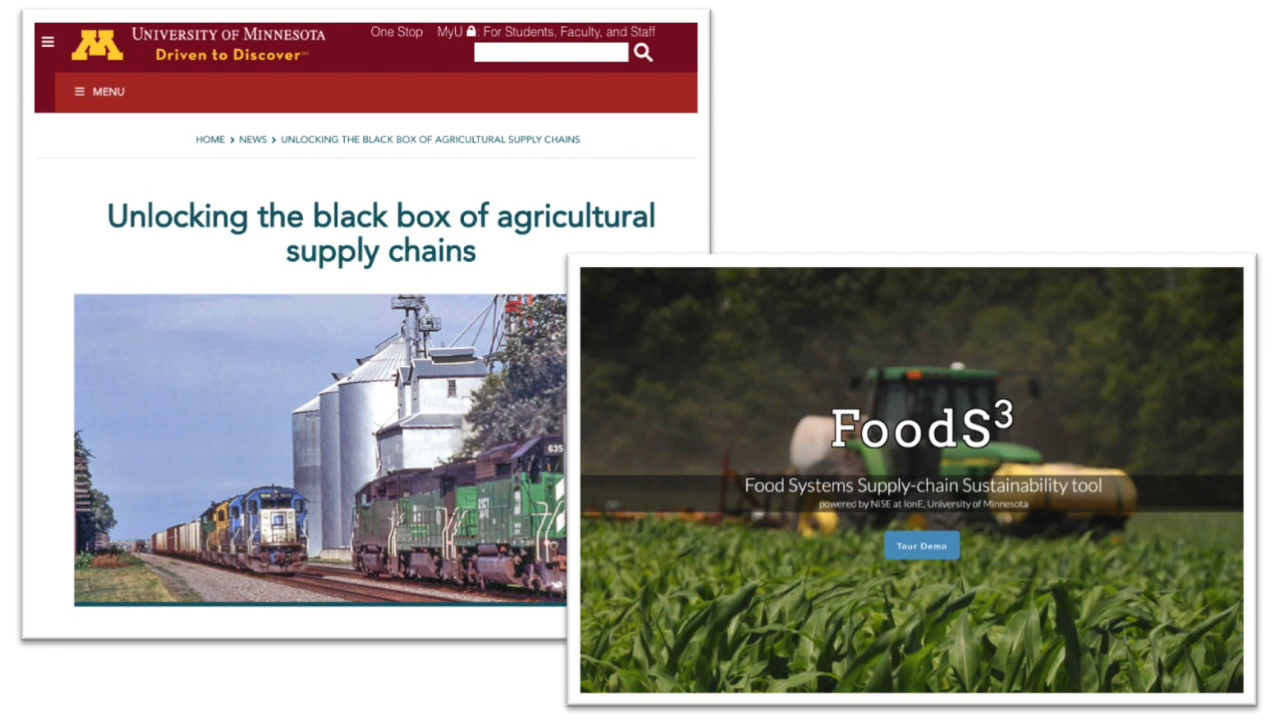 UNIVERSITY OF MINNESOTA
Driven to Discover℠
One Stop MyU : For Students, Faculty, and Staff
MENU
HOME > NEWS > UNLOCKING THE BLACK BOX OF AGRICULTURAL SUPPLY CHAINS
Unlocking the black box of agricultural
supply chains
635
FoodS³
Food Systems Supply-chain Sustainability tool
powered by NiSE at IonE, University of Minnesota
Tour Demo